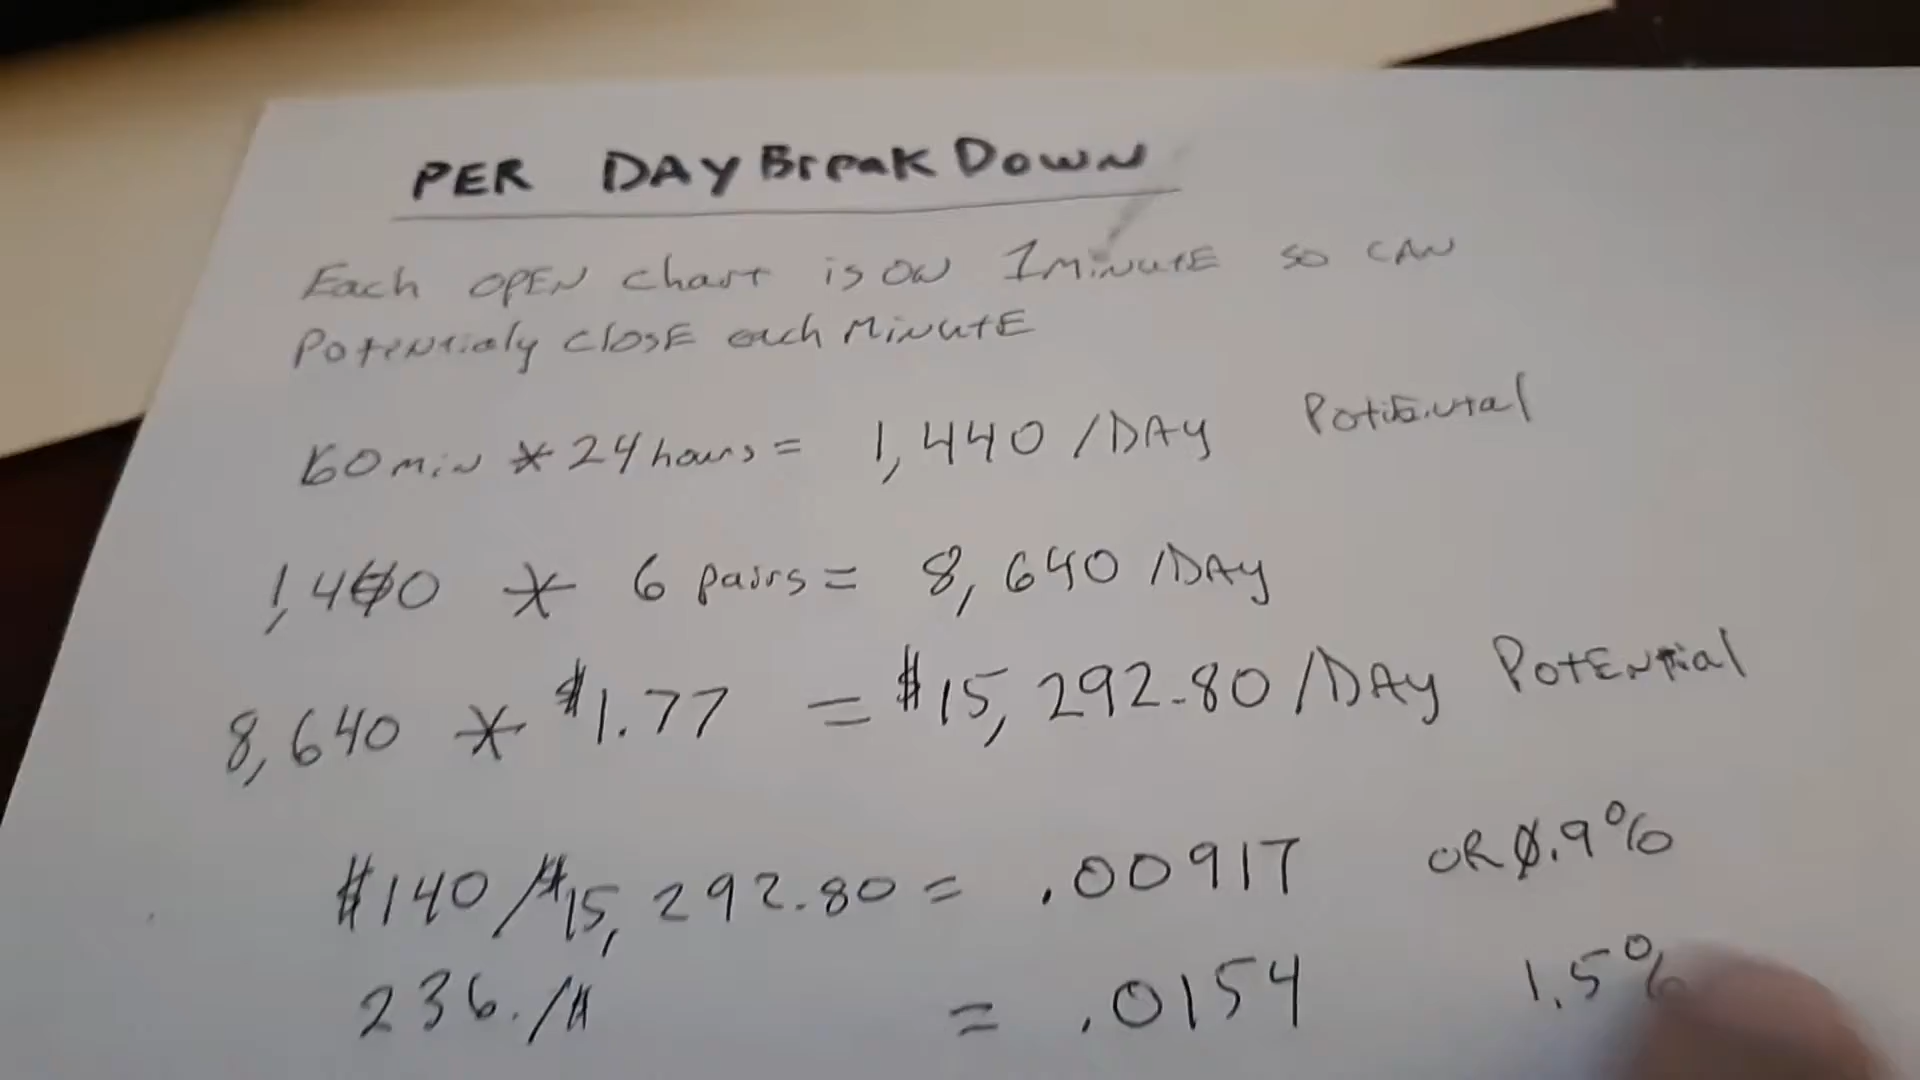 PER DAY BreaK DOWN
Each OPEN chart is ON 1 MiNUTE so CAN
POTENTIALY CLOSE each MiNUTE
60 min * 24 hours = 1,440 /DAY Potiental
1,440 * 6 pairs = 8,640 /DAY
8,640 * $1.77 = $15,292.80 /DAY POTENTial
$140 / $15,292.80 = .00917 OR 0.9%
236. /" = .0154 1.5%